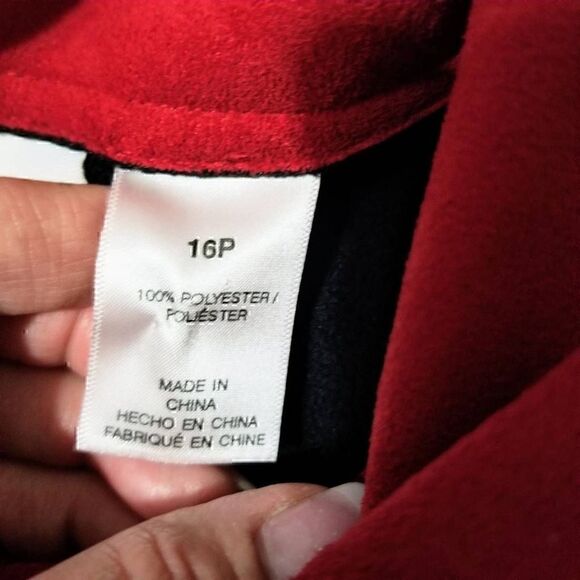 16P
100% POLYESTER/
POLIÉSTER
MADE IN
CHINA
HECHO EN CHINA
FABRIQUÉ EN CHINE